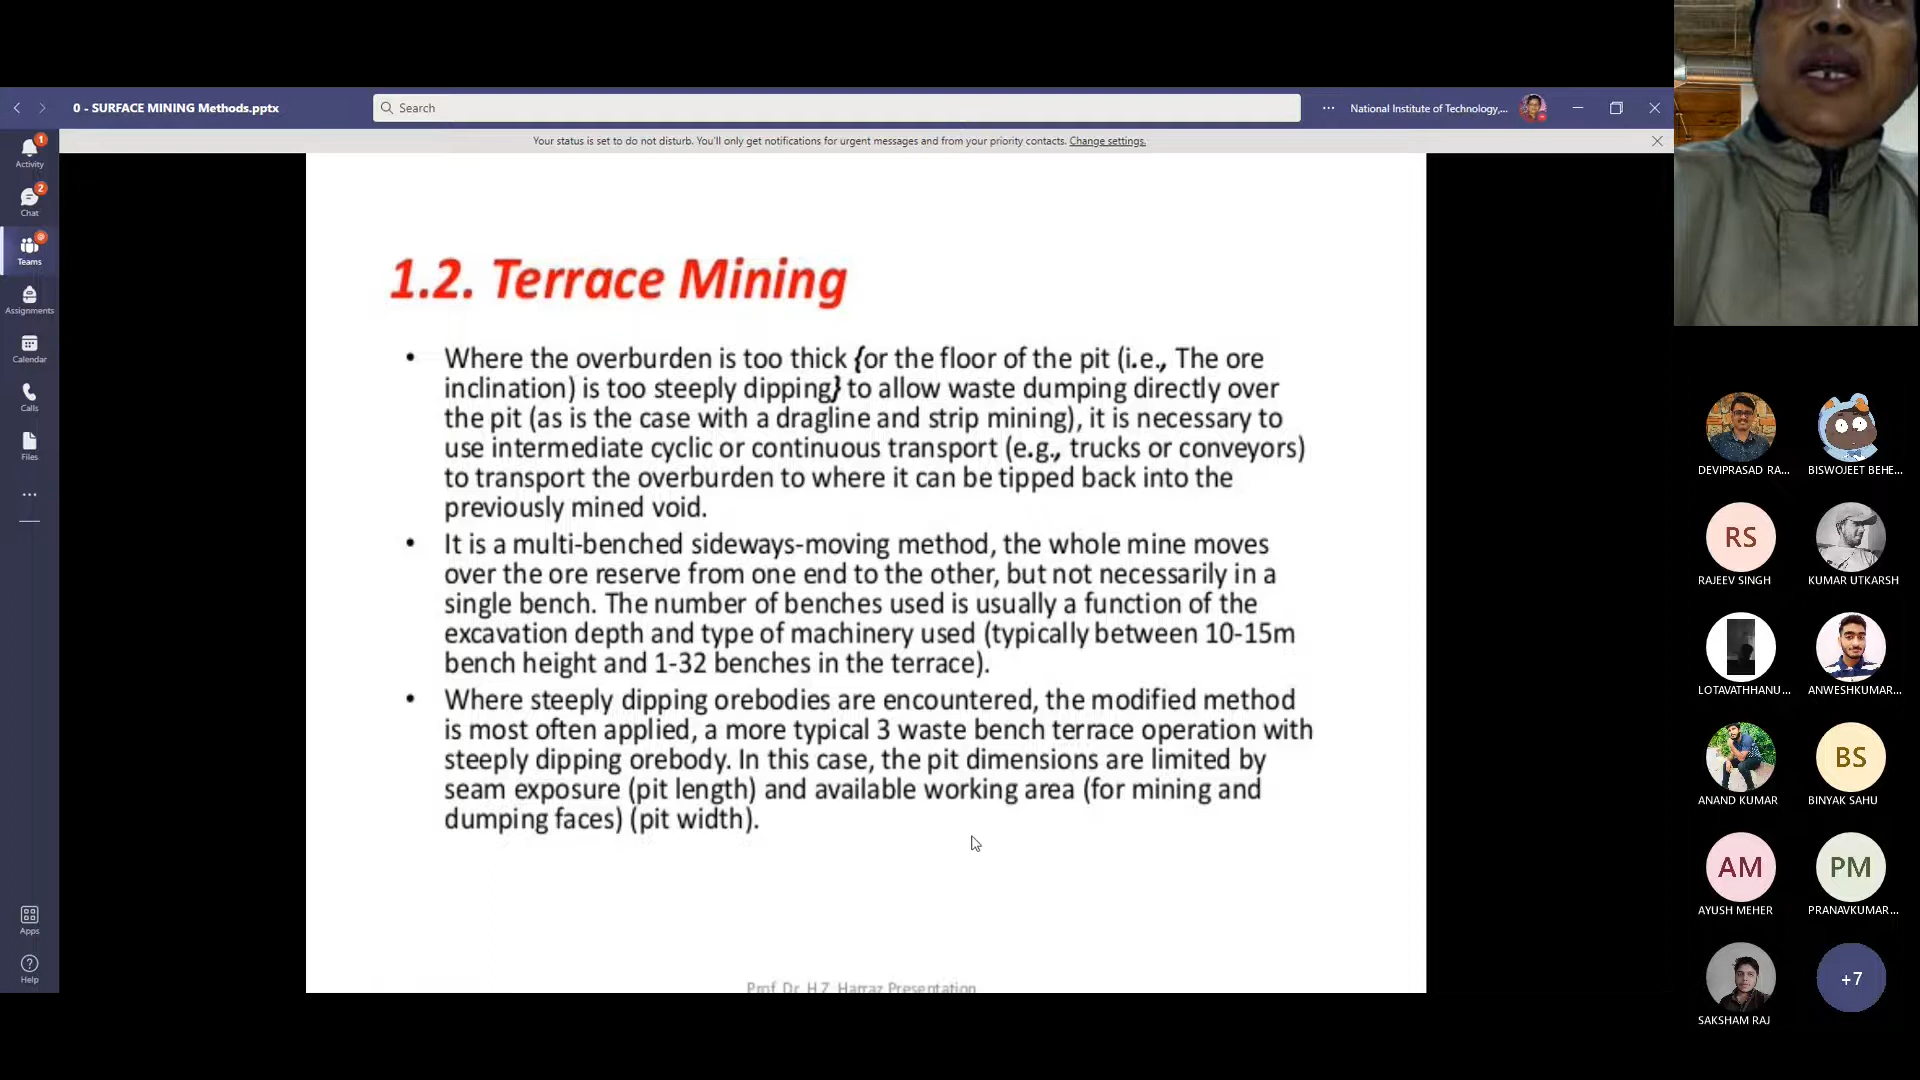 0 - SURFACE MINING Methods.pptx
Search
National Institute of Technology,...
Your status is set to do not disturb. You'll only get notifications for urgent messages and from your priority contacts. Change settings.
1
Activity
2
Chat
@
Teams
Assignments
Calendar
Calls
Files
Apps
Help
1.2. Terrace Mining
• Where the overburden is too thick {or the floor of the pit (i.e., The ore
inclination) is too steeply dipping} to allow waste dumping directly over
the pit (as is the case with a dragline and strip mining), it is necessary to
use intermediate cyclic or continuous transport (e.g., trucks or conveyors)
to transport the overburden to where it can be tipped back into the
previously mined void.
• It is a multi-benched sideways-moving method, the whole mine moves
over the ore reserve from one end to the other, but not necessarily in a
single bench. The number of benches used is usually a function of the
excavation depth and type of machinery used (typically between 10-15m
bench height and 1-32 benches in the terrace).
• Where steeply dipping orebodies are encountered, the modified method
is most often applied, a more typical 3 waste bench terrace operation with
steeply dipping orebody. In this case, the pit dimensions are limited by
seam exposure (pit length) and available working area (for mining and
dumping faces) (pit width).
Prof. Dr. H.Z. Harraz Presentation
DEVIPRASAD RA...
BISWOJEET BEHE...
RS
RAJEEV SINGH
KUMAR UTKARSH
LOTAVATHHANU...
ANWESHKUMAR...
ANAND KUMAR
BS
BINYAK SAHU
AM
AYUSH MEHER
PM
PRANAVKUMAR...
SAKSHAM RAJ
+7